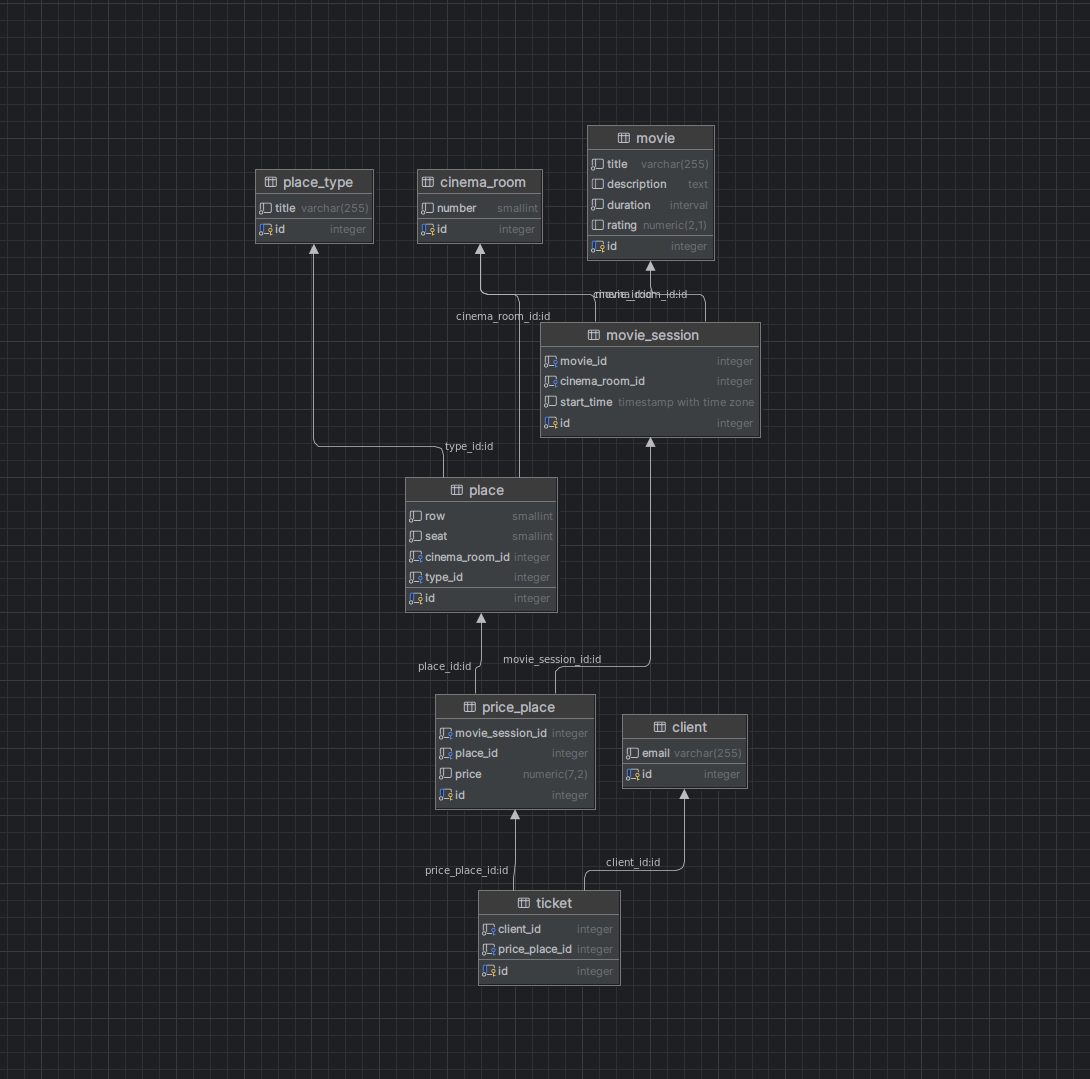 movie
title varchar(255)
description text
duration interval
rating numeric(2,1)
id integer
place_type
title varchar(255)
id integer
cinema_room
number smallint
id integer
cinema_room_id:id
movie_session
movie_id integer
cinema_room_id integer
start_time timestamp with time zone
id integer
type_id:id
place
row smallint
seat smallint
cinema_room_id integer
type_id integer
id integer
place_id:id
movie_session_id:id
price_place
movie_session_id integer
place_id integer
price numeric(7,2)
id integer
client
email varchar(255)
id integer
price_place_id:id
client_id:id
ticket
client_id integer
price_place_id integer
id integer